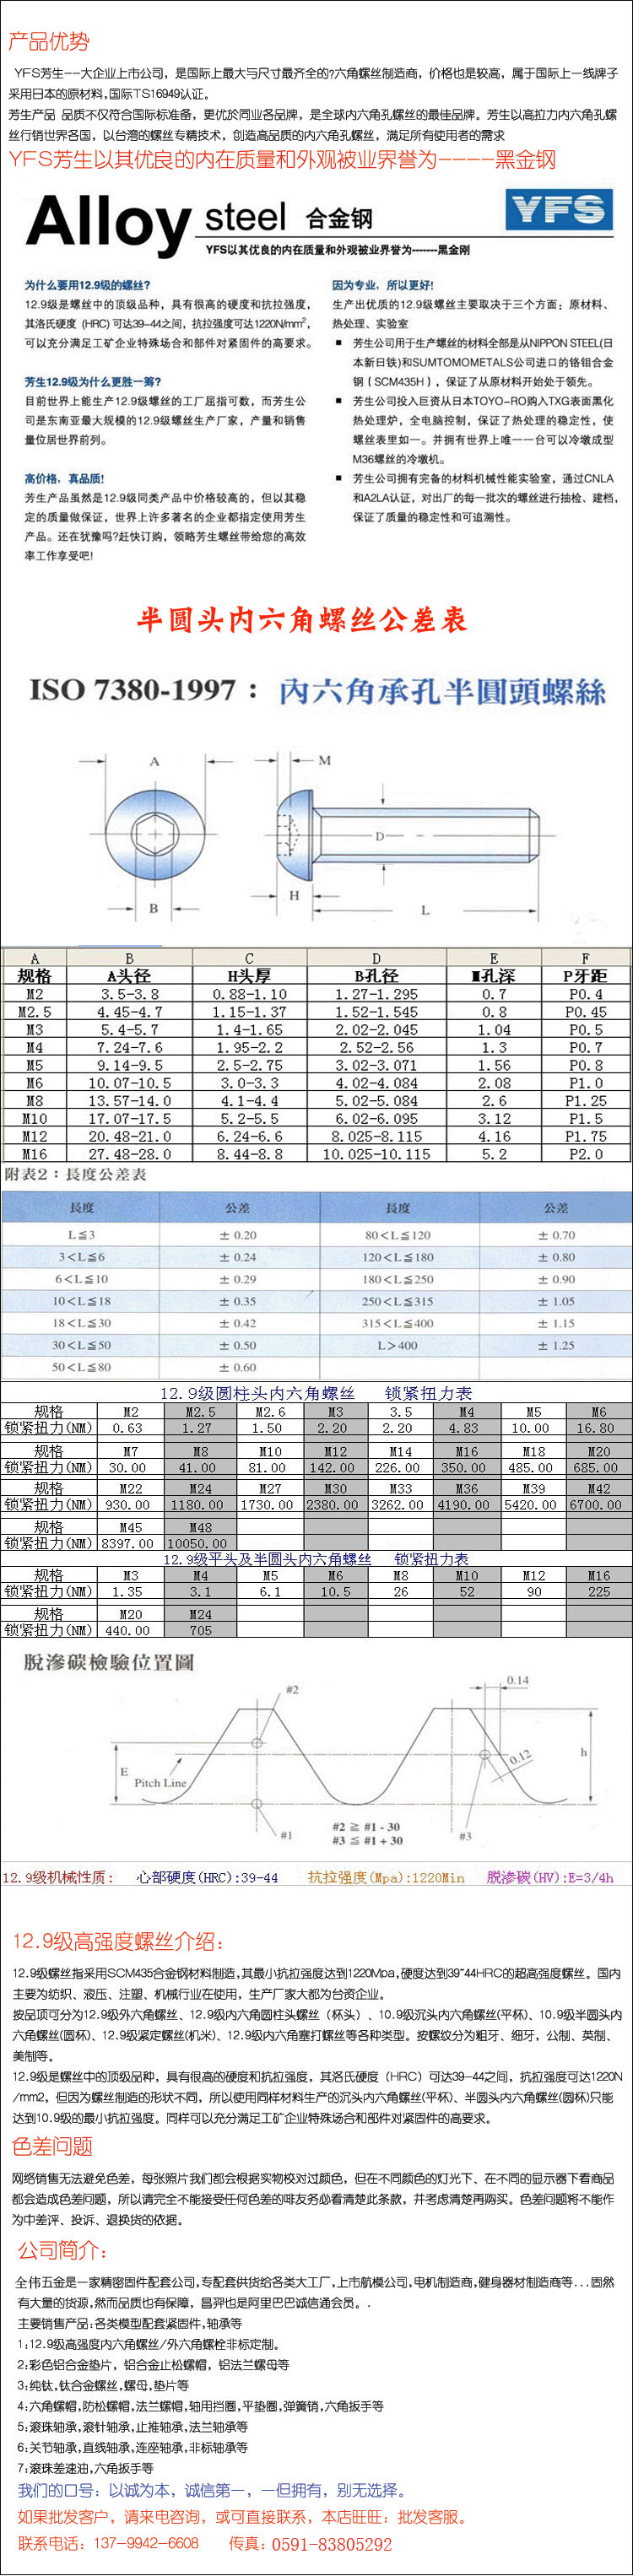 产品优势
YFS芳生--大企业上市公司，是国际上最大与尺寸最齐全的?六角螺丝制造商，价格也是较高，属于国际上一线牌子
采用日本的原材料,国际TS16949认证。
芳生产品 品质不仅符合国际标准备，更优於同业各品牌，是全球内六角孔螺丝的最佳品牌。芳生以高拉力内六角孔螺
丝行销世界各国，以台湾的螺丝专精技术，创造高品质的内六角孔螺丝，满足所有使用者的需求
YFS芳生以其优良的内在质量和外观被业界誉为----黑金钢
Alloy steel 合金钢 YFS
YFS以其优良的内在质量和外观被业界誉为-------黑金刚
为什么要用12.9级的螺丝?
12.9级是螺丝中的顶级品种，具有很高的硬度和抗拉强度，
其洛氏硬度 (HRC) 可达39-44之间，抗拉强度可达1220N/mm²，
可以充分满足工矿企业特殊场合和部件对紧固件的高要求。
芳生12.9级为什么更胜一筹?
目前世界上能生产12.9级螺丝的工厂屈指可数，而芳生公
司是东南亚最大规模的12.9级螺丝生产厂家，产量和销售
量位居世界前列。
高价格，真品质!
芳生产品虽然是12.9级同类产品中价格较高的，但以其稳
定的质量做保证，世界上许多著名的企业都指定使用芳生
产品。还在犹豫吗?赶快订购，领略芳生螺丝带给您的高效
率工作享受吧!
因为专业，所以更好!
生产出优质的12.9级螺丝主要取决于三个方面：原材料、
热处理、实验室
■ 芳生公司用于生产螺丝的材料全部是从NIPPON STEEL(日
本新日铁)和SUMTOMOMETALS公司进口的铬钼合金
钢（SCM435H），保证了从原材料开始处于领先。
■ 芳生公司投入巨资从日本TOYO-RO购入TXG表面黑化
热处理炉，全电脑控制，保证了热处理的稳定性，使
螺丝表里如一。并拥有世界上唯一一台可以冷墩成型
M36螺丝的冷墩机。
■ 芳生公司拥有完备的材料机械性能实验室，通过CNLA
和A2LA认证，对出厂的每一批次的螺丝进行抽检、建档，
保证了质量的稳定性和可追溯性。
半圆头内六角螺丝公差表
ISO 7380-1997： 內六角承孔半圓頭螺絲
A
B
M
H
D
L
A B C D E F
规格 A头径 H头厚 B孔径 M孔深 P牙距
M2 3.5-3.8 0.88-1.10 1.27-1.295 0.7 P0.4
M2.5 4.45-4.7 1.15-1.37 1.52-1.545 0.8 P0.45
M3 5.4-5.7 1.4-1.65 2.02-2.045 1.04 P0.5
M4 7.24-7.6 1.95-2.2 2.52-2.56 1.3 P0.7
M5 9.14-9.5 2.5-2.75 3.02-3.071 1.56 P0.8
M6 10.07-10.5 3.0-3.3 4.02-4.084 2.08 P1.0
M8 13.57-14.0 4.1-4.4 5.02-5.084 2.6 P1.25
M10 17.07-17.5 5.2-5.5 6.02-6.095 3.12 P1.5
M12 20.48-21.0 6.24-6.6 8.025-8.115 4.16 P1.75
M16 27.48-28.0 8.44-8.8 10.025-10.115 5.2 P2.0
附表2：長度公差表
長度 公差 長度 公差
L≦3 ± 0.20 80<L≦120 ± 0.70
3<L≦6 ± 0.24 120<L≦180 ± 0.80
6<L≦10 ± 0.29 180<L≦250 ± 0.90
10<L≦18 ± 0.35 250<L≦315 ± 1.05
18<L≦30 ± 0.42 315<L≦400 ± 1.15
30<L≦50 ± 0.50 L>400 ± 1.25
50<L≦80 ± 0.60
12.9级圆柱头内六角螺丝 锁紧扭力表
规格 M2 M2.5 M2.6 M3 3.5 M4 M5 M6
锁紧扭力(NM) 0.63 1.27 1.50 2.20 2.20 4.83 10.00 16.80
规格 M7 M8 M10 M12 M14 M16 M18 M20
锁紧扭力(NM) 30.00 41.00 81.00 142.00 226.00 350.00 485.00 685.00
规格 M22 M24 M27 M30 M33 M36 M39 M42
锁紧扭力(NM) 930.00 1180.00 1730.00 2380.00 3262.00 4190.00 5420.00 6700.00
规格 M45 M48
锁紧扭力(NM) 8397.00 10050.00
12.9级平头及半圆头内六角螺丝 锁紧扭力表
规格 M3 M4 M5 M6 M8 M10 M12 M16
锁紧扭力(NM) 1.35 3.1 6.1 10.5 26 52 90 225
规格 M20 M24
锁紧扭力(NM) 440.00 705
脫滲碳檢驗位置圖
#2
0.14
E
Pitch Line
0.12
h
#1
#2 ≧ #1 - 30
#3 ≦ #1 + 30
#3
12.9级机械性质: 心部硬度(HRC):39-44 抗拉强度(Mpa):1220Min 脱渗碳(HV):E=3/4h
12.9级高强度螺丝介绍：
12.9级螺丝指采用SCM435合金钢材料制造,其最小抗拉强度达到1220Mpa,硬度达到39~44HRC的超高强度螺丝。国内
主要为纺织、液压、注塑、机械行业在使用，生产厂家大都为台资企业。
按品项可分为12.9级外六角螺丝、12.9级内六角圆柱头螺丝（杯头）、10.9级沉头内六角螺丝(平杯)、10.9级半圆头内
六角螺丝(圆杯)、12.9级紧定螺丝(机米)、12.9级内六角塞打螺丝等各种类型。按螺纹分为粗牙、细牙，公制、英制、
美制等。
12.9级是螺丝中的顶级品种，具有很高的硬度和抗拉强度，其洛氏硬度（HRC）可达39-44之间，抗拉强度可达1220N
/mm2，但因为螺丝制造的形状不同，所以使用同样材料生产的沉头内六角螺丝(平杯)、半圆头内六角螺丝(圆杯)只能
达到10.9级的最小抗拉强度。同样可以充分满足工矿企业特殊场合和部件对紧固件的高要求。
色差问题
网络销售无法避免色差，每张照片我们都会根据实物校对过颜色，但在不同颜色的灯光下、在不同的显示器下看商品
都会造成色差问题，所以请完全不能接受任何色差的啡友务必看清楚此条款，并考虑清楚再购买。色差问题将不能作
为中差评、投诉、退换货的依据。
公司简介：
全伟五金是一家精密固件配套公司,专配套供货给各类大工厂,上市航模公司,电机制造商,健身器材制造商等...固然
有大量的货源,然而品质也有保障，昌羿也是阿里巴巴诚信通会员。.
主要销售产品:各类模型配套紧固件,轴承等
1:12.9级高强度内六角螺丝/外六角螺栓非标定制。
2:彩色铝合金垫片，铝合金止松螺帽，铝法兰螺母等
3:纯钛,钛合金螺丝,螺母,垫片等
4:六角螺帽,防松螺帽,法兰螺帽,轴用挡圈,平垫圈,弹簧销,六角扳手等
5:滚珠轴承,滚针轴承,止推轴承,法兰轴承等
6:关节轴承,直线轴承,连座轴承,非标轴承等
7:滚珠差速油,六角扳手等
我们的口号：以诚为本，诚信第一，一但拥有，别无选择。
如果批发客户，请来电咨询，或可直接联系，本店旺旺：批发客服。
联系电话：137-9942-6608 传真：0591-83805292